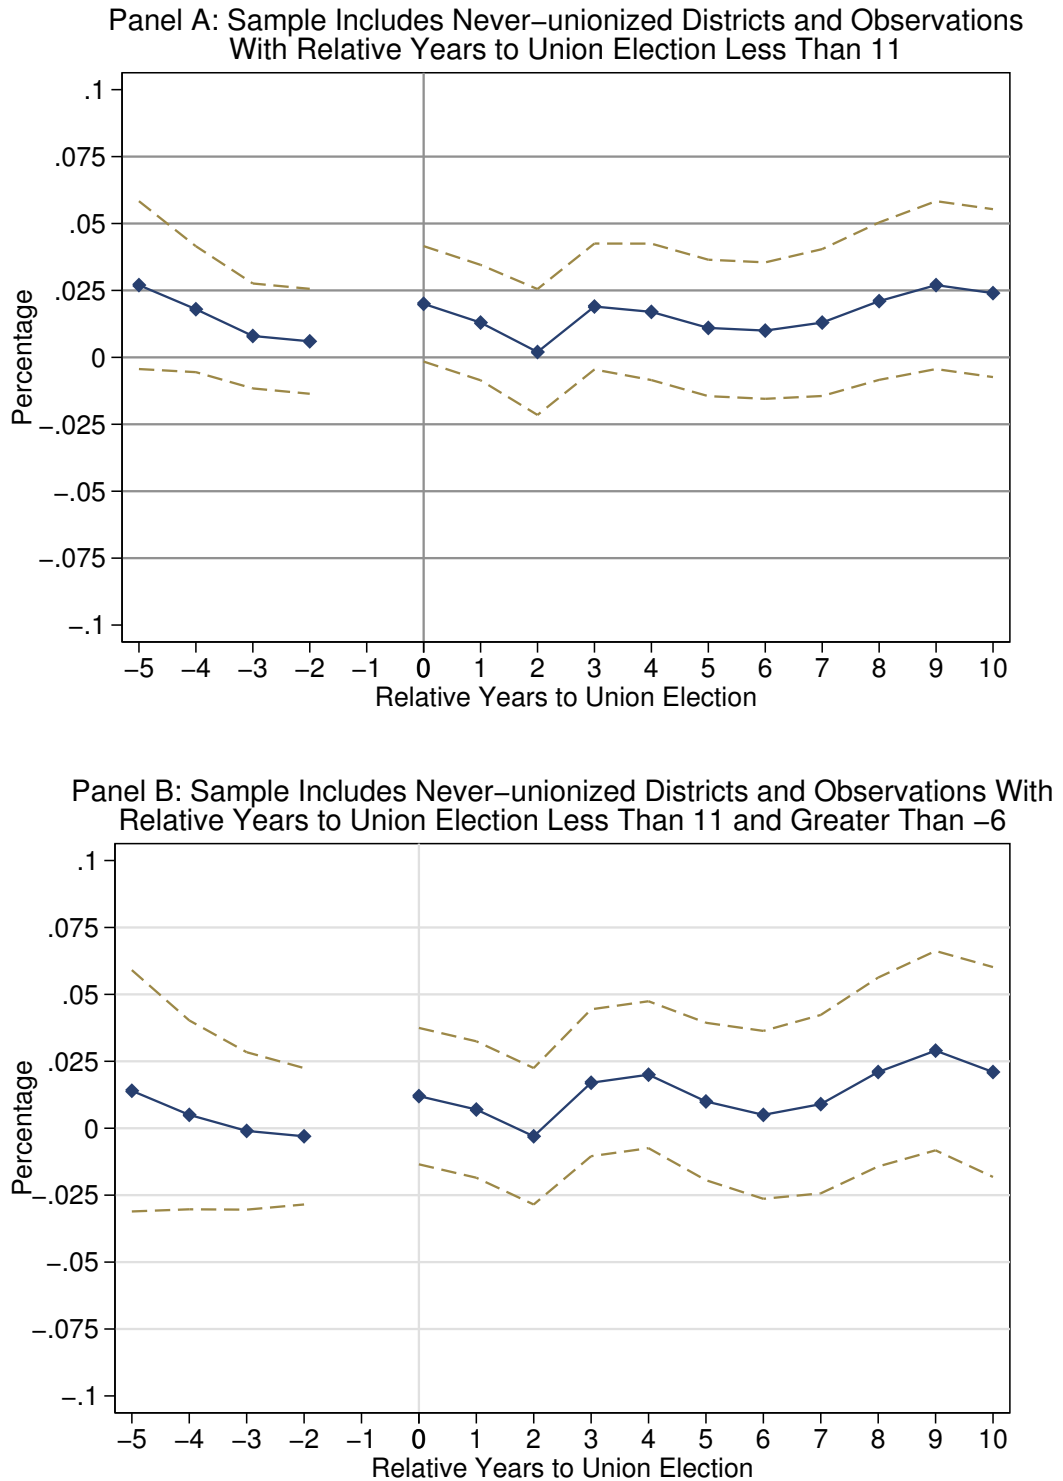 Panel A: Sample Includes Never−unionized Districts and Observations
With Relative Years to Union Election Less Than 11
.1
.075
.05
.025
0
−.025
−.05
−.075
−.1
Percentage
−5 −4 −3 −2 −1 0 1 2 3 4 5 6 7 8 9 10
Relative Years to Union Election
Panel B: Sample Includes Never−unionized Districts and Observations With
Relative Years to Union Election Less Than 11 and Greater Than −6
.1
.075
.05
.025
0
−.025
−.05
−.075
−.1
Percentage
−5 −4 −3 −2 −1 0 1 2 3 4 5 6 7 8 9 10
Relative Years to Union Election